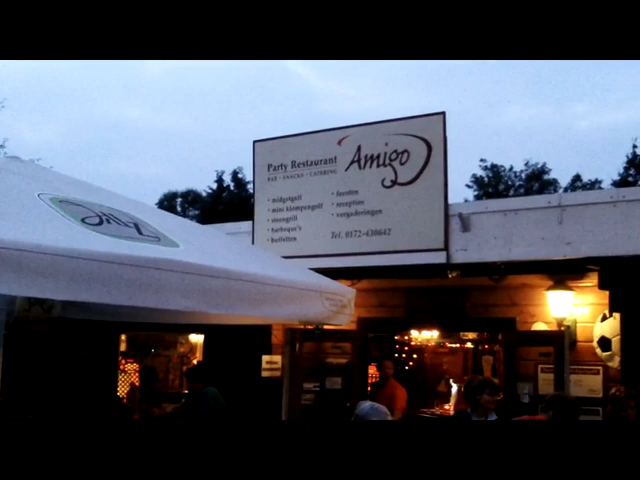 Party Restaurant Amigo
BAR • SNACKS • CATERING
• midgetgolf
• mini klompengolf
• steengrill
• barbeque's
• buffetten
• feesten
• recepties
• vergaderingen
Tel. 0172-430642